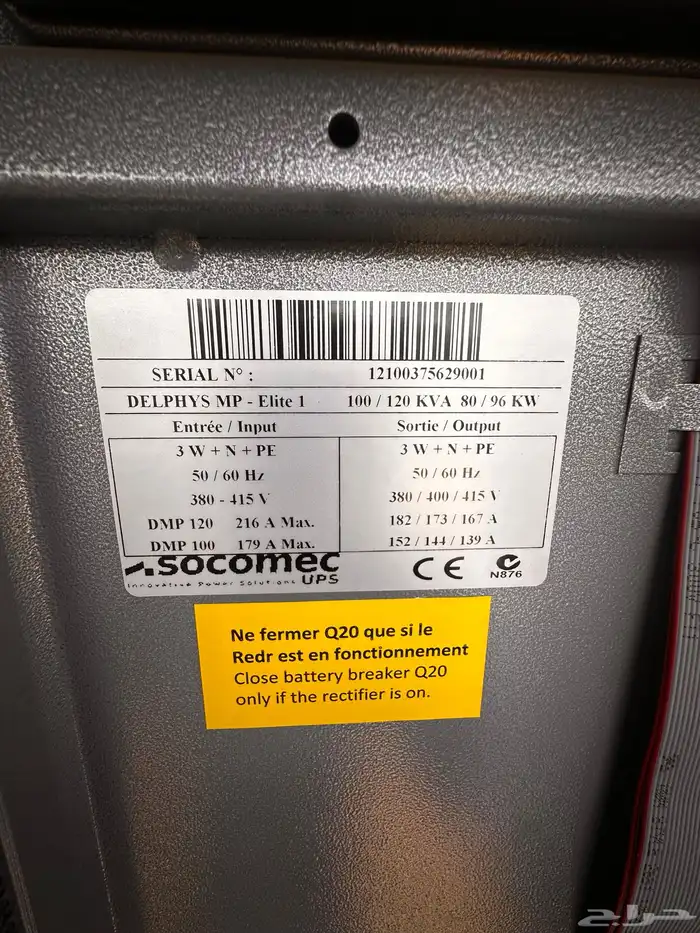 SERIAL N° : 12100375629001
DELPHYS MP - Elite 1 100 / 120 KVA 80 / 96 KW
Entrée / Input Sortie / Output
3 W + N + PE 3 W + N + PE
50 / 60 Hz 50 / 60 Hz
380 - 415 V 380 / 400 / 415 V
DMP 120 216 A Max. 182 / 173 / 167 A
DMP 100 179 A Max. 152 / 144 / 139 A
socomec
Innovative Power Solutions UPS
CE
N876
Ne fermer Q20 que si le
Redr est en fonctionnement
Close battery breaker Q20
only if the rectifier is on.
حراج